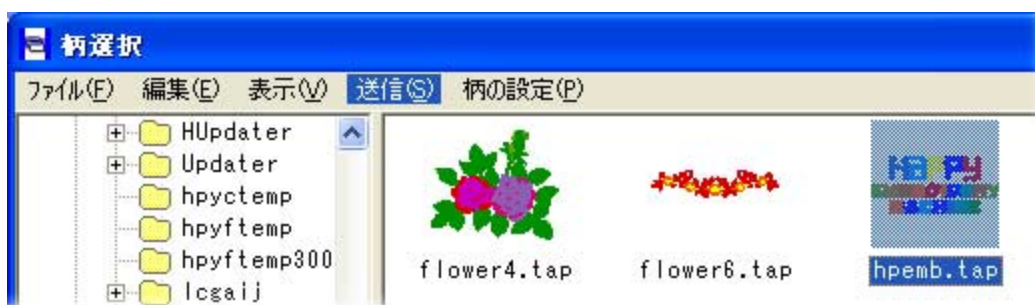 柄選択
ファイル(F) 編集(E) 表示(V) 送信(S) 柄の設定(P)
HUpdater
Updater
hpyctemp
hpyftemp
hpyftemp300
lcgaij
flower4.tap flower6.tap hpemb.tap